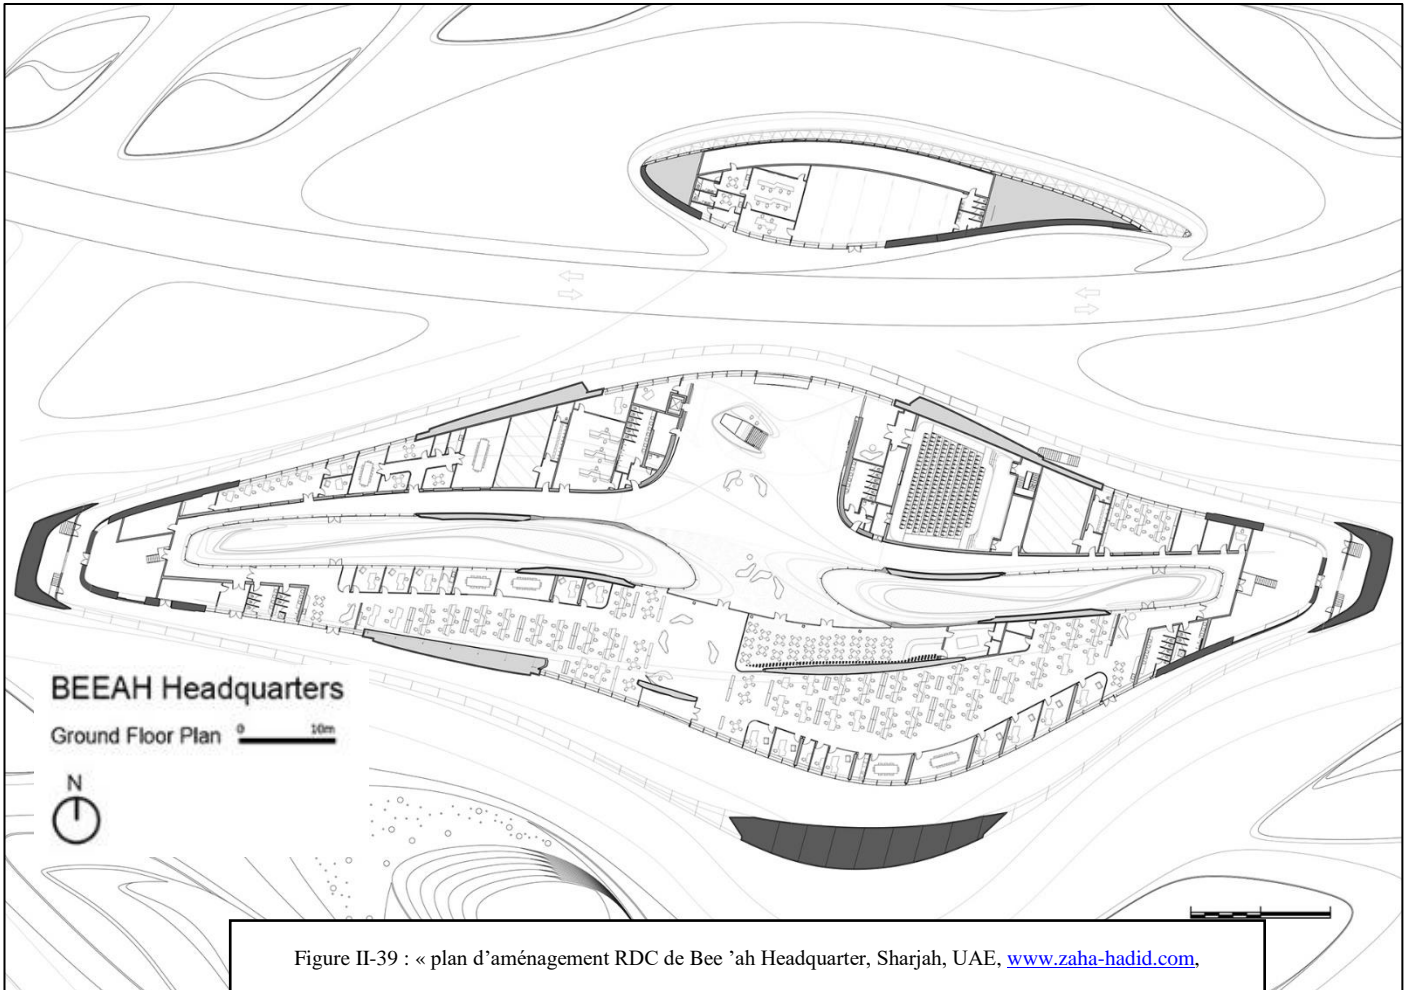 BEEAH Headquarters
Ground Floor Plan 0 10m
N
Figure II-39 : « plan d’aménagement RDC de Bee ’ah Headquarter, Sharjah, UAE, www.zaha-hadid.com,